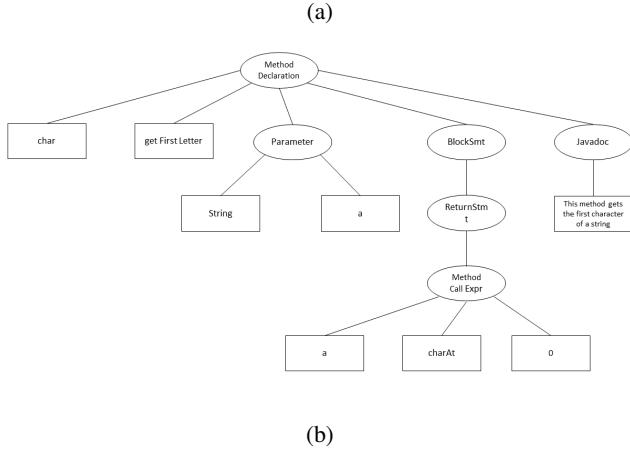 (a)
Method
Declaration
char
get First Letter
Parameter
BlockSmt
Javadoc
String
a
ReturnStm
t
This method gets
the first character
of a string
Method
Call Expr
a
charAt
0
(b)